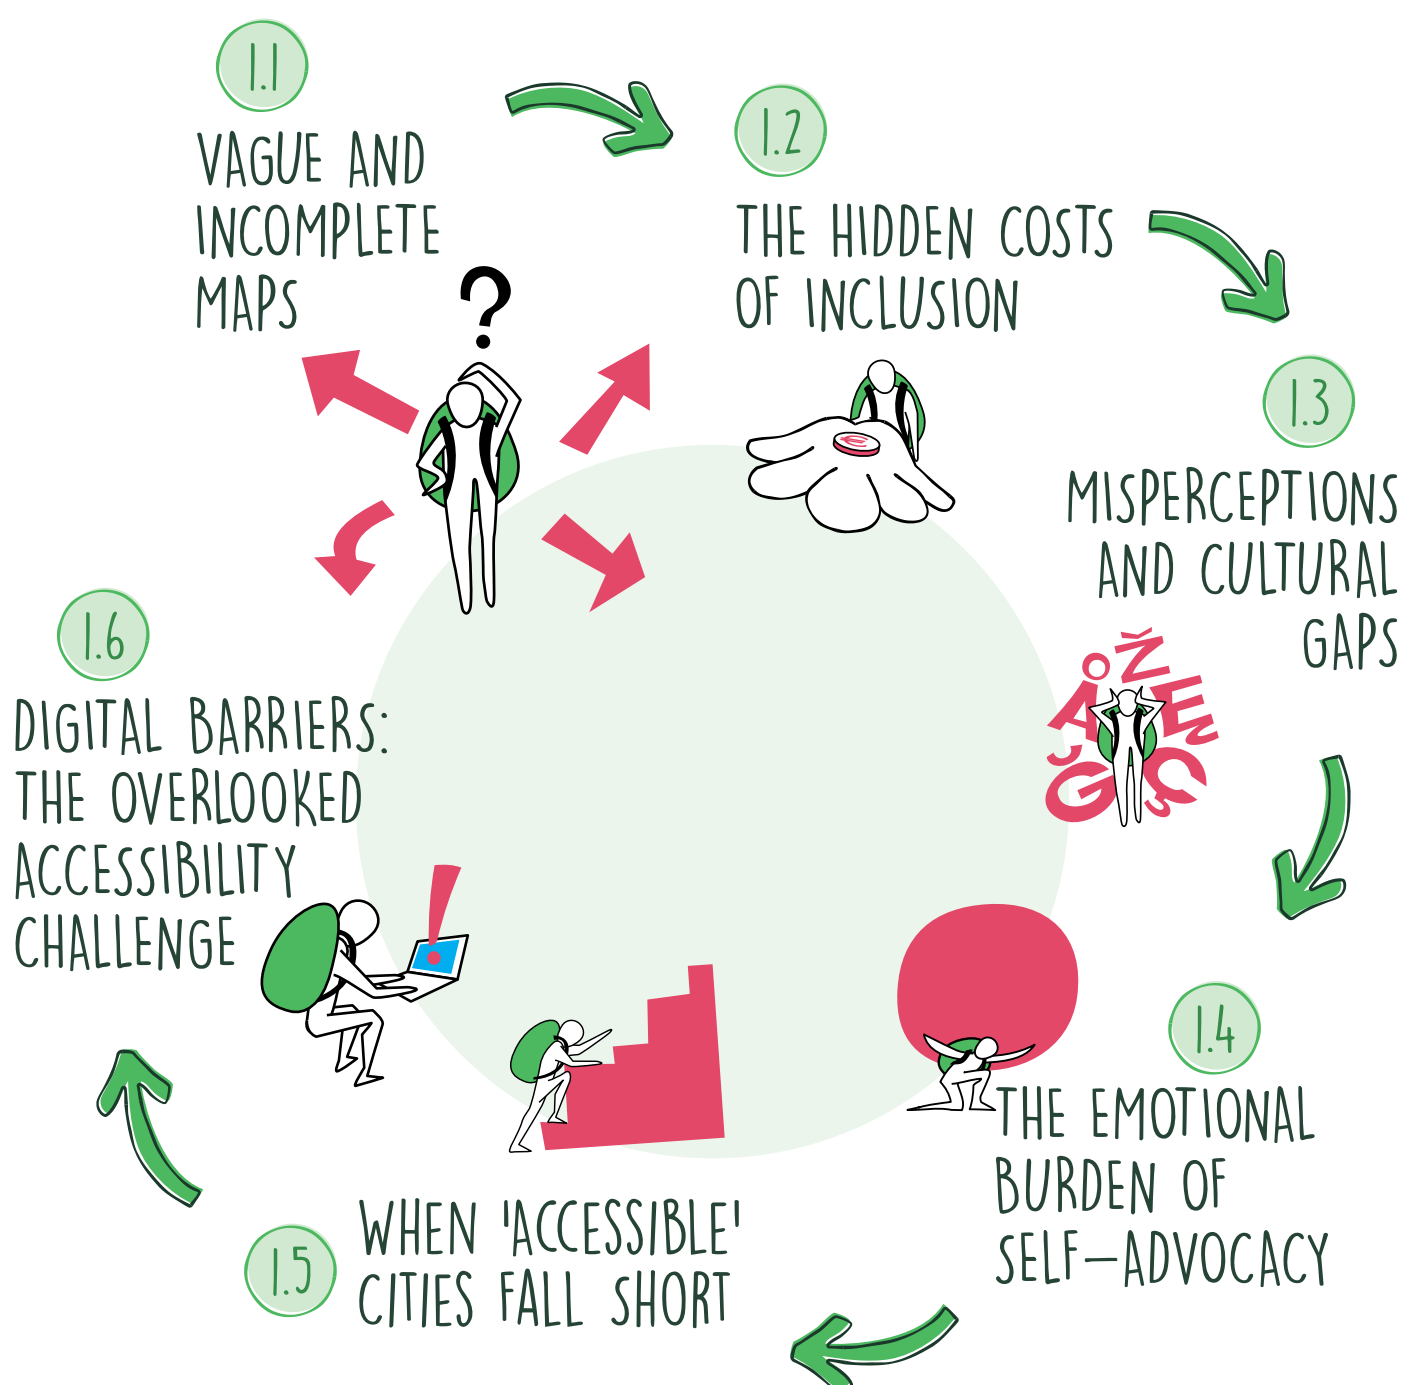 1.1
VAGUE AND
INCOMPLETE
MAPS
?
1.2
THE HIDDEN COSTS
OF INCLUSION
€
1.3
MISPERCEPTIONS
AND CULTURAL
GAPS
Å Ž E Ñ
Ģ Ç Ş
1.4
THE EMOTIONAL
BURDEN OF
SELF-ADVOCACY
1.5
WHEN 'ACCESSIBLE'
CITIES FALL SHORT
1.6
DIGITAL BARRIERS:
THE OVERLOOKED
ACCESSIBILITY
CHALLENGE
!